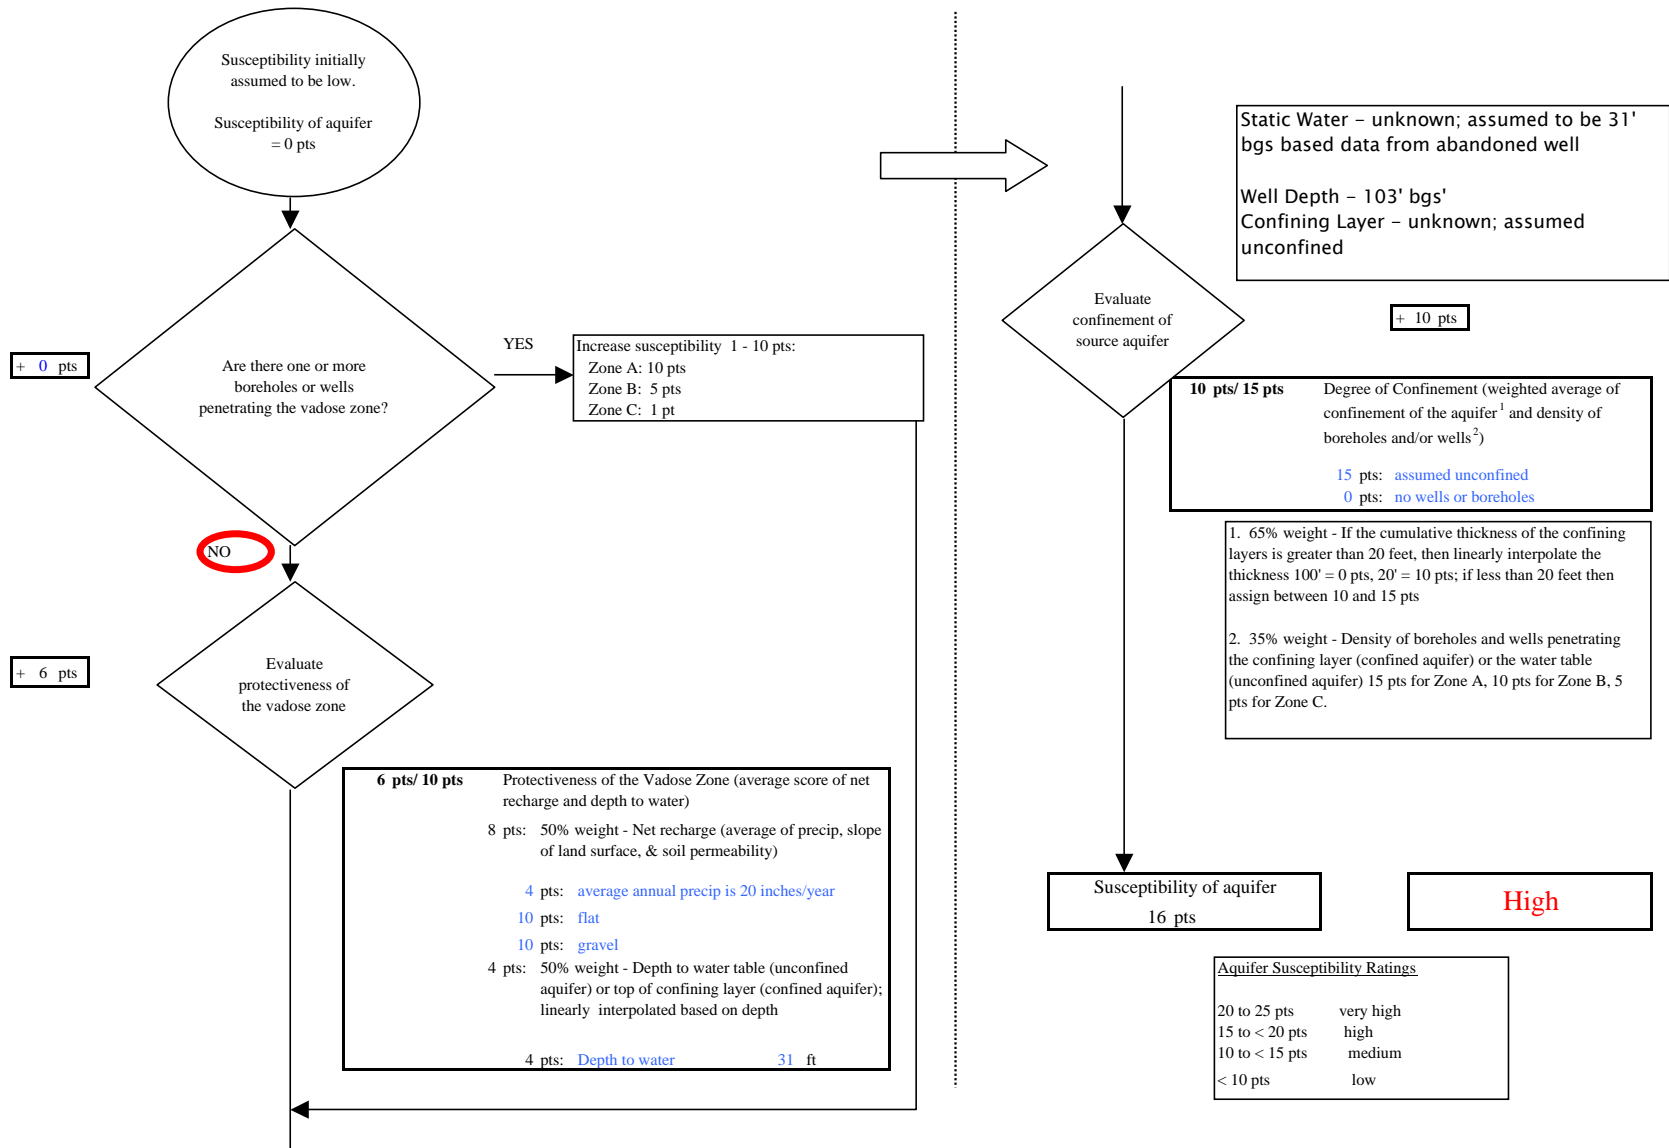 Susceptibility initially
assumed to be low.
Susceptibility of aquifer
= 0 pts
+ 0 pts
Are there one or more
boreholes or wells
penetrating the vadose zone?
YES
Increase susceptibility 1 - 10 pts:
Zone A: 10 pts
Zone B: 5 pts
Zone C: 1 pt
NO
+ 6 pts
Evaluate
protectiveness of
the vadose zone
6 pts/ 10 pts Protectiveness of the Vadose Zone (average score of net
recharge and depth to water)
8 pts: 50% weight - Net recharge (average of precip, slope
of land surface, & soil permeability)
4 pts: average annual precip is 20 inches/year
10 pts: flat
10 pts: gravel
4 pts: 50% weight - Depth to water table (unconfined
aquifer) or top of confining layer (confined aquifer);
linearly interpolated based on depth
4 pts: Depth to water 31 ft
Static Water – unknown; assumed to be 31'
bgs based data from abandoned well
Well Depth – 103' bgs'
Confining Layer – unknown; assumed
unconfined
Evaluate
confinement of
source aquifer
+ 10 pts
10 pts/ 15 pts Degree of Confinement (weighted average of
confinement of the aquifer1 and density of
boreholes and/or wells2)
15 pts: assumed unconfined
0 pts: no wells or boreholes
1. 65% weight - If the cumulative thickness of the confining
layers is greater than 20 feet, then linearly interpolate the
thickness 100' = 0 pts, 20' = 10 pts; if less than 20 feet then
assign between 10 and 15 pts
2. 35% weight - Density of boreholes and wells penetrating
the confining layer (confined aquifer) or the water table
(unconfined aquifer) 15 pts for Zone A, 10 pts for Zone B, 5
pts for Zone C.
Susceptibility of aquifer
16 pts
High
Aquifer Susceptibility Ratings
20 to 25 pts very high
15 to < 20 pts high
10 to < 15 pts medium
< 10 pts low